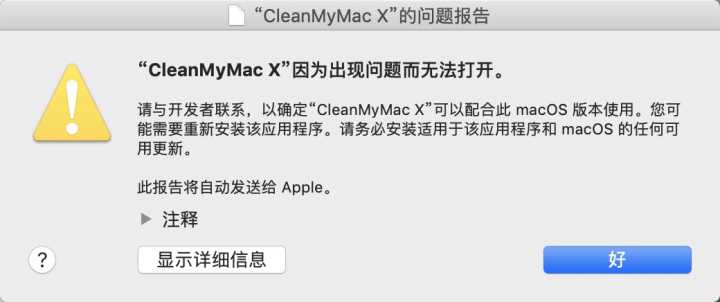 “CleanMyMac X”的问题报告
“CleanMyMac X”因为出现问题而无法打开。
请与开发者联系，以确定“CleanMyMac X”可以配合此 macOS 版本使用。您可
能需要重新安装该应用程序。请务必安装适用于该应用程序和 macOS 的任何可
用更新。
此报告将自动发送给 Apple。
注释
?
显示详细信息
好